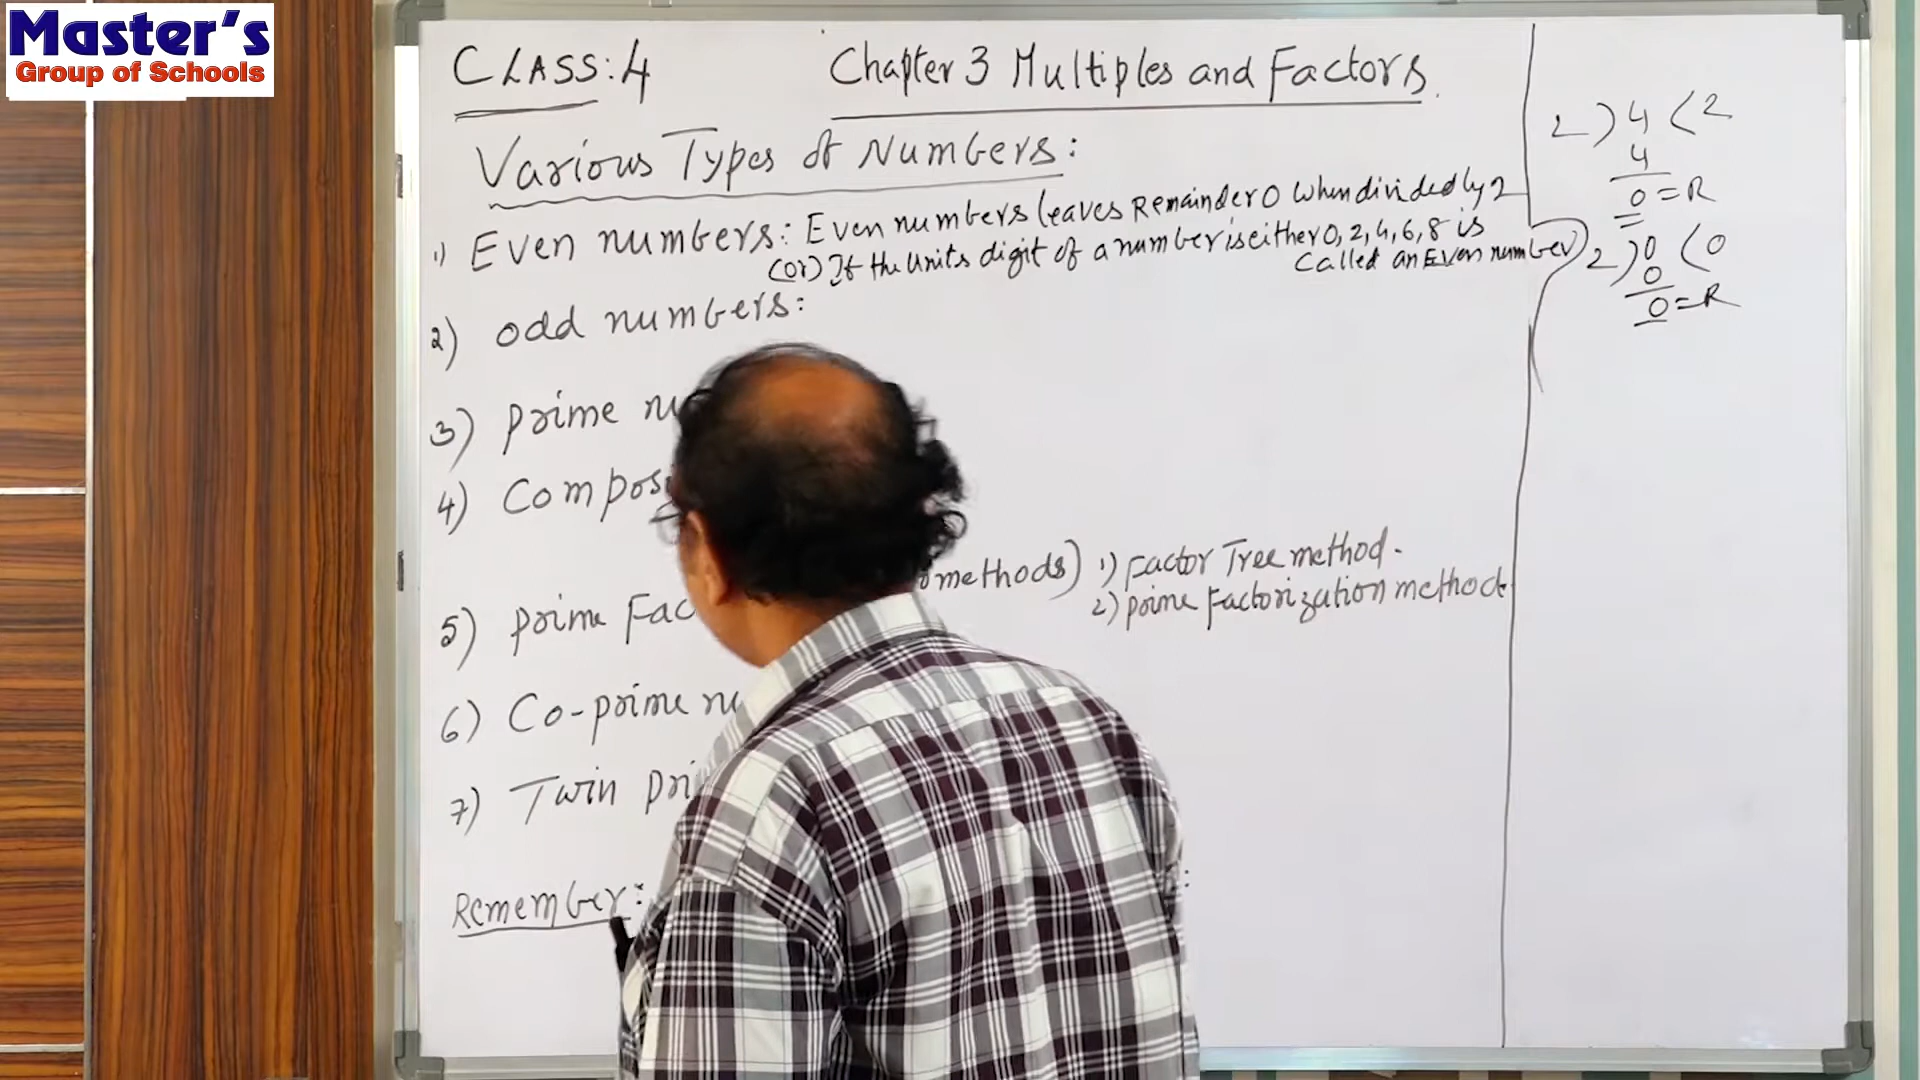 Master's
Group of Schools
CLASS: 4
Chapter 3 Multiples and Factors.
Various Types of Numbers:
1) Even numbers: Even numbers leaves Remainder 0 when divided by 2
(or) If the units digit of a number is either 0, 2, 4, 6, 8 is
called an Even number)
2) odd numbers:
3) prime nu
4) Compos
5) prime Fac
methods) 1) Factor Tree method.
2) prime Factorization method.
6) Co-prime nu
7) Twin pri
Remember:
2) 4 (2
4
0 = R
2) 0 (0
0
0 = R